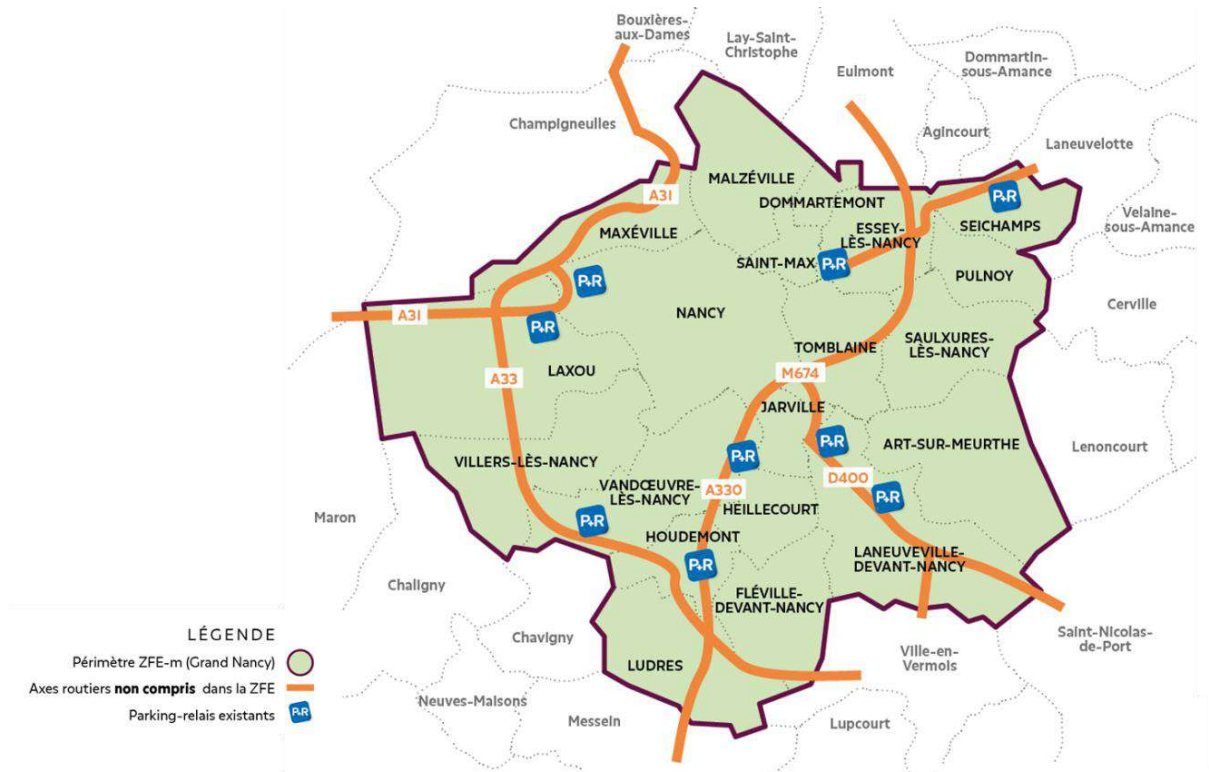 Bouxières-
aux-Dames
Lay-Saint-
Christophe
Eulmont
Dommartin-
sous-Amance
Champigneulles
Agincourt
Laneuvelotte
MALZÉVILLE
A31
DOMMARTEMONT
P+R
Velaine-
sous-Amance
MAXÉVILLE
ESSEY-
LÈS-NANCY
SEICHAMPS
SAINT-MAX
P+R
PULNOY
P+R
Cerville
A31
P+R
NANCY
TOMBLAINE
SAULXURES-
LÈS-NANCY
LAXOU
A33
M674
JARVILLE
P+R
ART-SUR-MEURTHE
Lenoncourt
VILLERS-LÈS-NANCY
P+R
D400
VANDŒUVRE-
LÈS-NANCY
A330
P+R
HEILLECOURT
Maron
P+R
HOUDEMONT
LANEUVEVILLE-
DEVANT-NANCY
P+R
Chaligny
FLÉVILLE-
DEVANT-NANCY
Chavigny
Ville-en-
Vermois
Saint-Nicolas-
de-Port
LUDRES
Neuves-Maisons
Messein
Lupcourt
LÉGENDE
Périmètre ZFE-m (Grand Nancy)
Axes routiers non compris dans la ZFE
Parking-relais existants
P+R